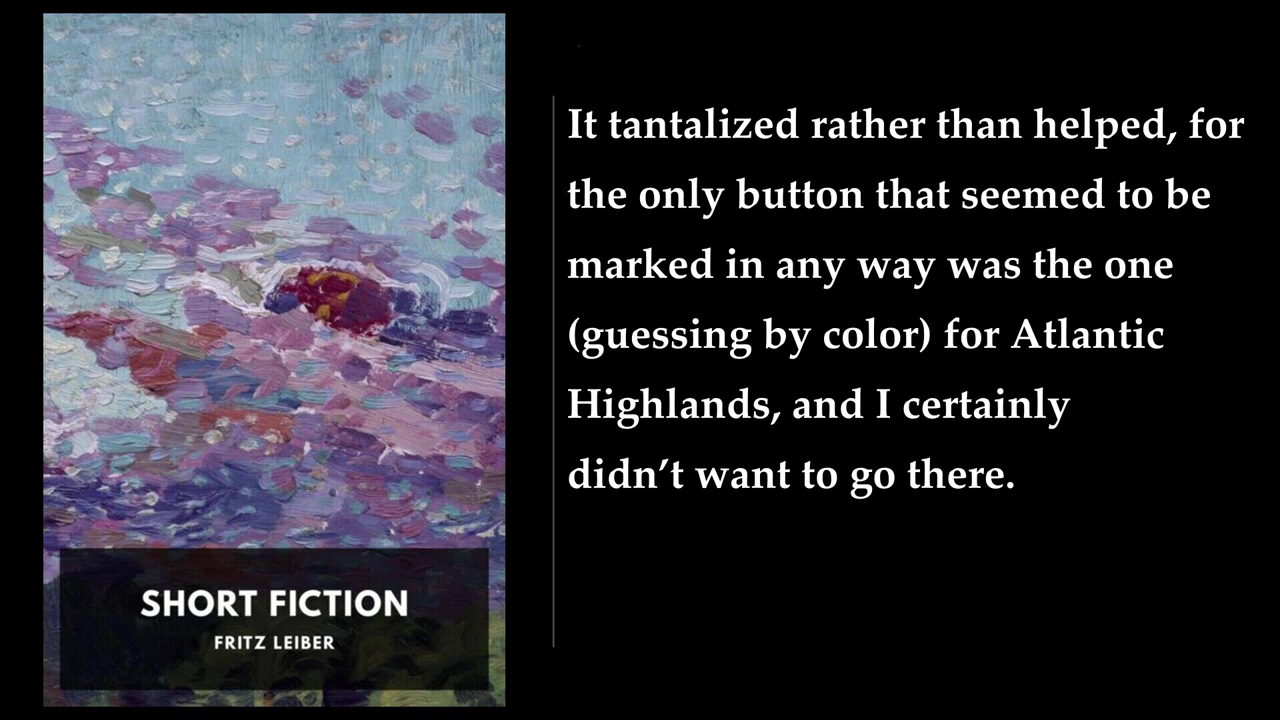 SHORT FICTION
FRITZ LEIBER
It tantalized rather than helped, for
the only button that seemed to be
marked in any way was the one
(guessing by color) for Atlantic
Highlands, and I certainly
didn’t want to go there.